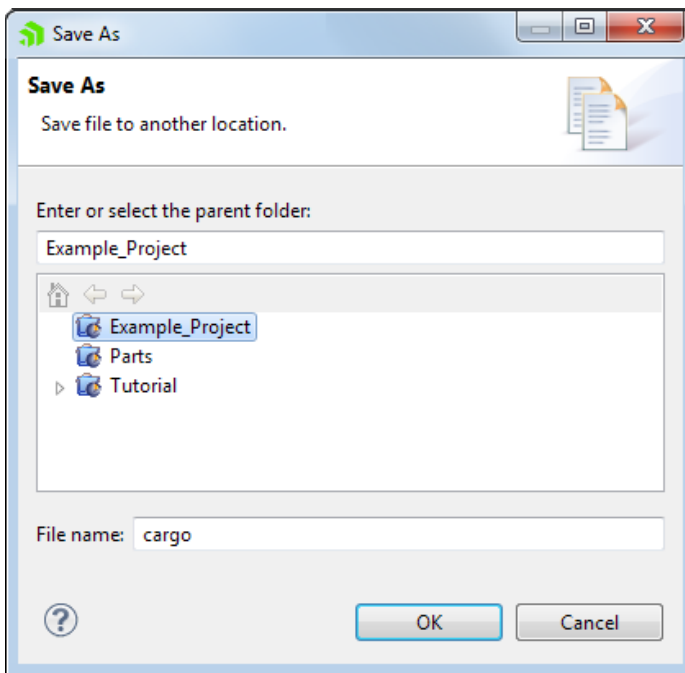 Save As
Save As
Save file to another location.
Enter or select the parent folder:
Example_Project
Example_Project
Parts
Tutorial
File name: cargo
?
OK Cancel